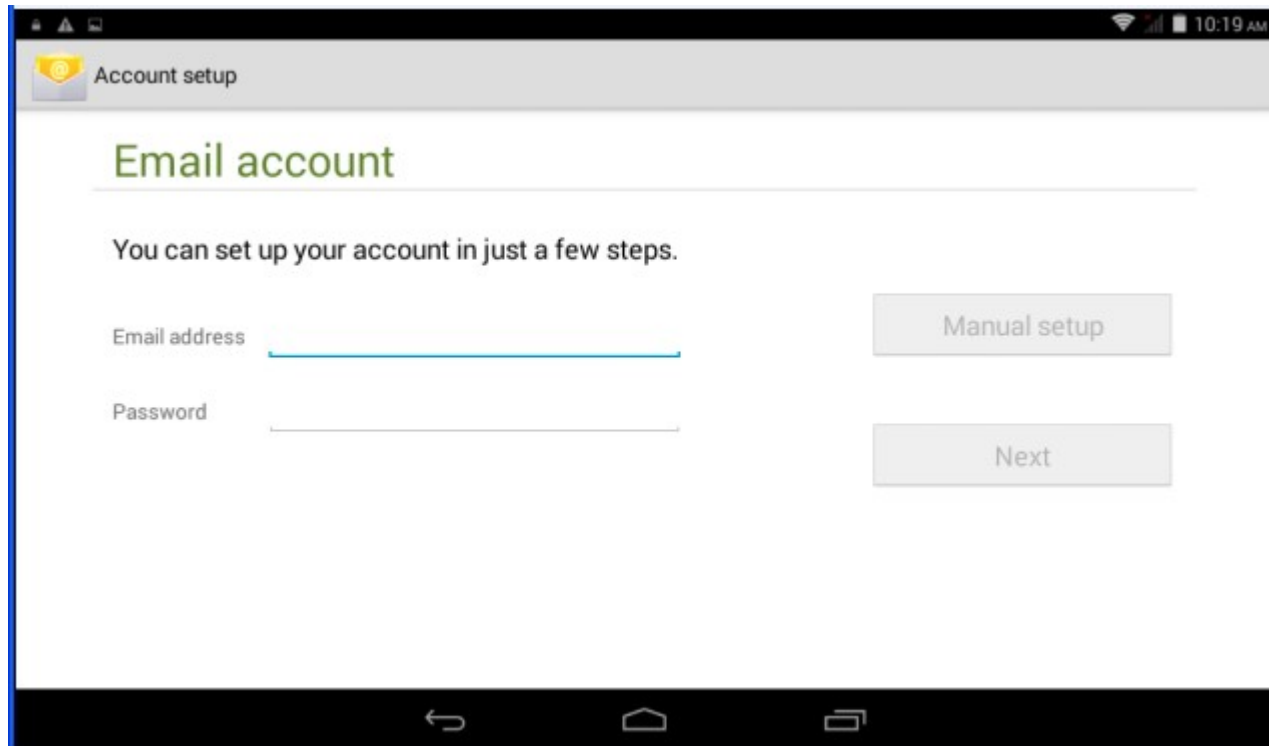 10:19 AM
Account setup
Email account
You can set up your account in just a few steps.
Email address
Manual setup
Password
Next